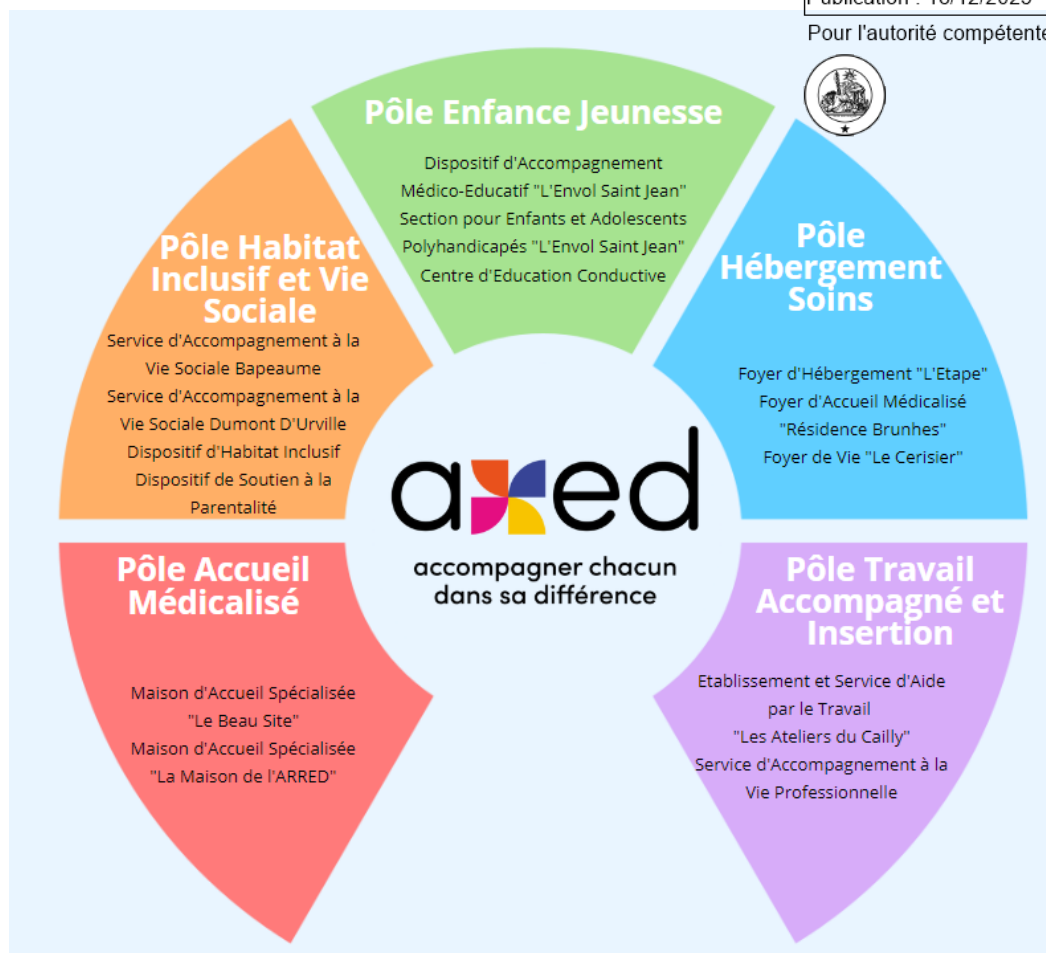 Publication : 16/12/2025
Pour l'autorité compétente
Pôle Enfance Jeunesse
Dispositif d'Accompagnement
Médico-Educatif "L'Envol Saint Jean"
Section pour Enfants et Adolescents
Polyhandicapés "L'Envol Saint Jean"
Centre d'Education Conductive
Pôle Habitat
Inclusif et Vie
Sociale
Service d'Accompagnement à la
Vie Sociale Bapeaume
Service d'Accompagnement à la
Vie Sociale Dumont D'Urville
Dispositif d'Habitat Inclusif
Dispositif de Soutien à la
Parentalité
Pôle
Hébergement
Soins
Foyer d'Hébergement "L'Etape"
Foyer d'Accueil Médicalisé
"Résidence Brunhes"
Foyer de Vie "Le Cerisier"
axed
accompagner chacun
dans sa différence
Pôle Accueil
Médicalisé
Maison d'Accueil Spécialisée
"Le Beau Site"
Maison d'Accueil Spécialisée
"La Maison de l'ARRED"
Pôle Travail
Accompagné et
Insertion
Etablissement et Service d'Aide
par le Travail
"Les Ateliers du Cailly"
Service d'Accompagnement à la
Vie Professionnelle